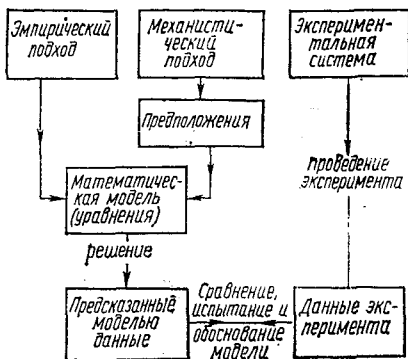 Эмпирический
подход
Механисти-
ческий
подход
Эксперимен-
тальная
система
Предположения
Математичес-
кая модель
(уравнения)
проведение
эксперимента
решение
Предсказанные
моделью
данные
Сравнение,
испытание и
обоснование
модели
Данные экс-
перимента